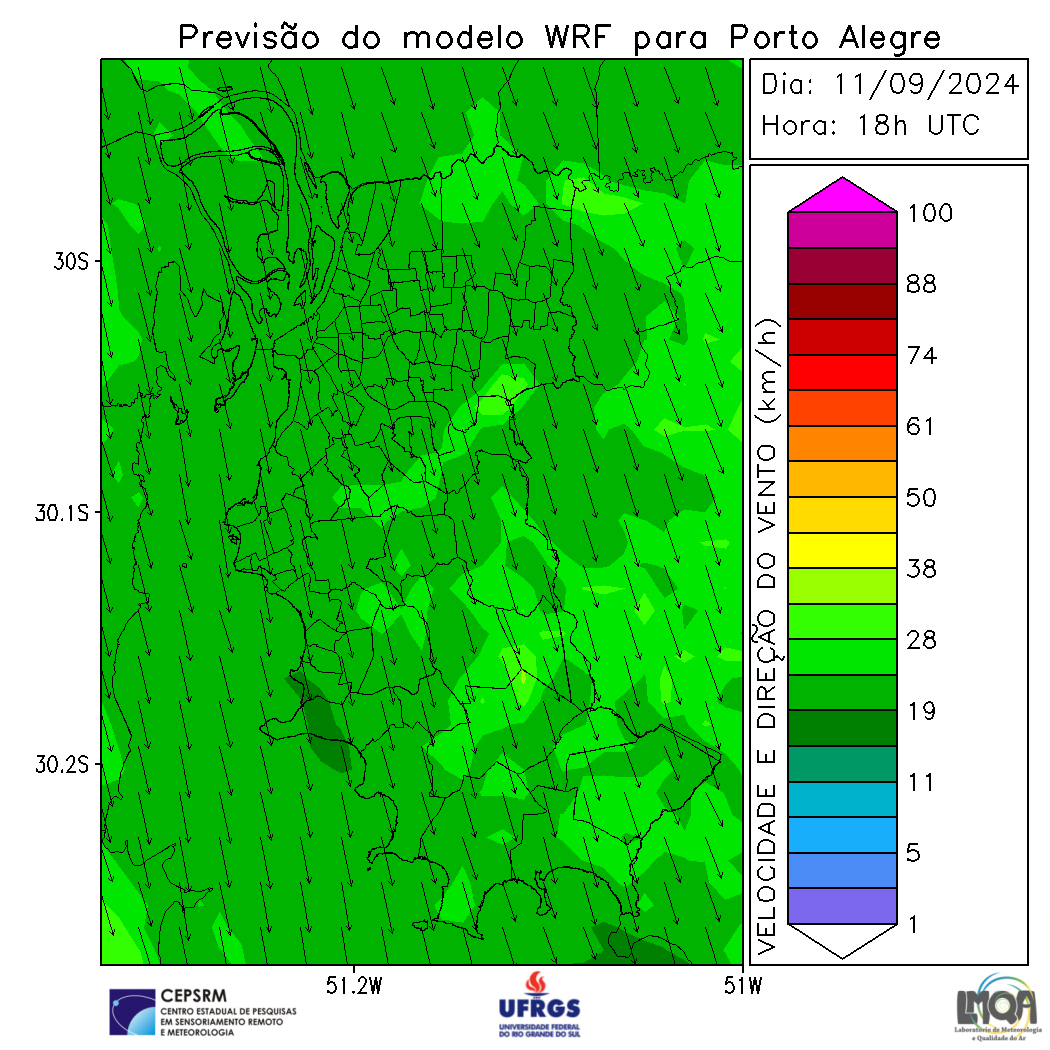 Previsão do modelo WRF para Porto Alegre
Dia: 11/09/2024
Hora: 18h UTC
30S
30.1S
30.2S
51.2W
51W
VELOCIDADE E DIREÇÃO DO VENTO (km/h)
100
88
74
61
50
38
28
19
11
5
1
CEPSRM
CENTRO ESTADUAL DE PESQUISAS
EM SENSORIAMENTO REMOTO
E METEOROLOGIA
UFRGS
UNIVERSIDADE FEDERAL
DO RIO GRANDE DO SUL
LMQA
Laboratório de Meteorologia
e Qualidade do Ar